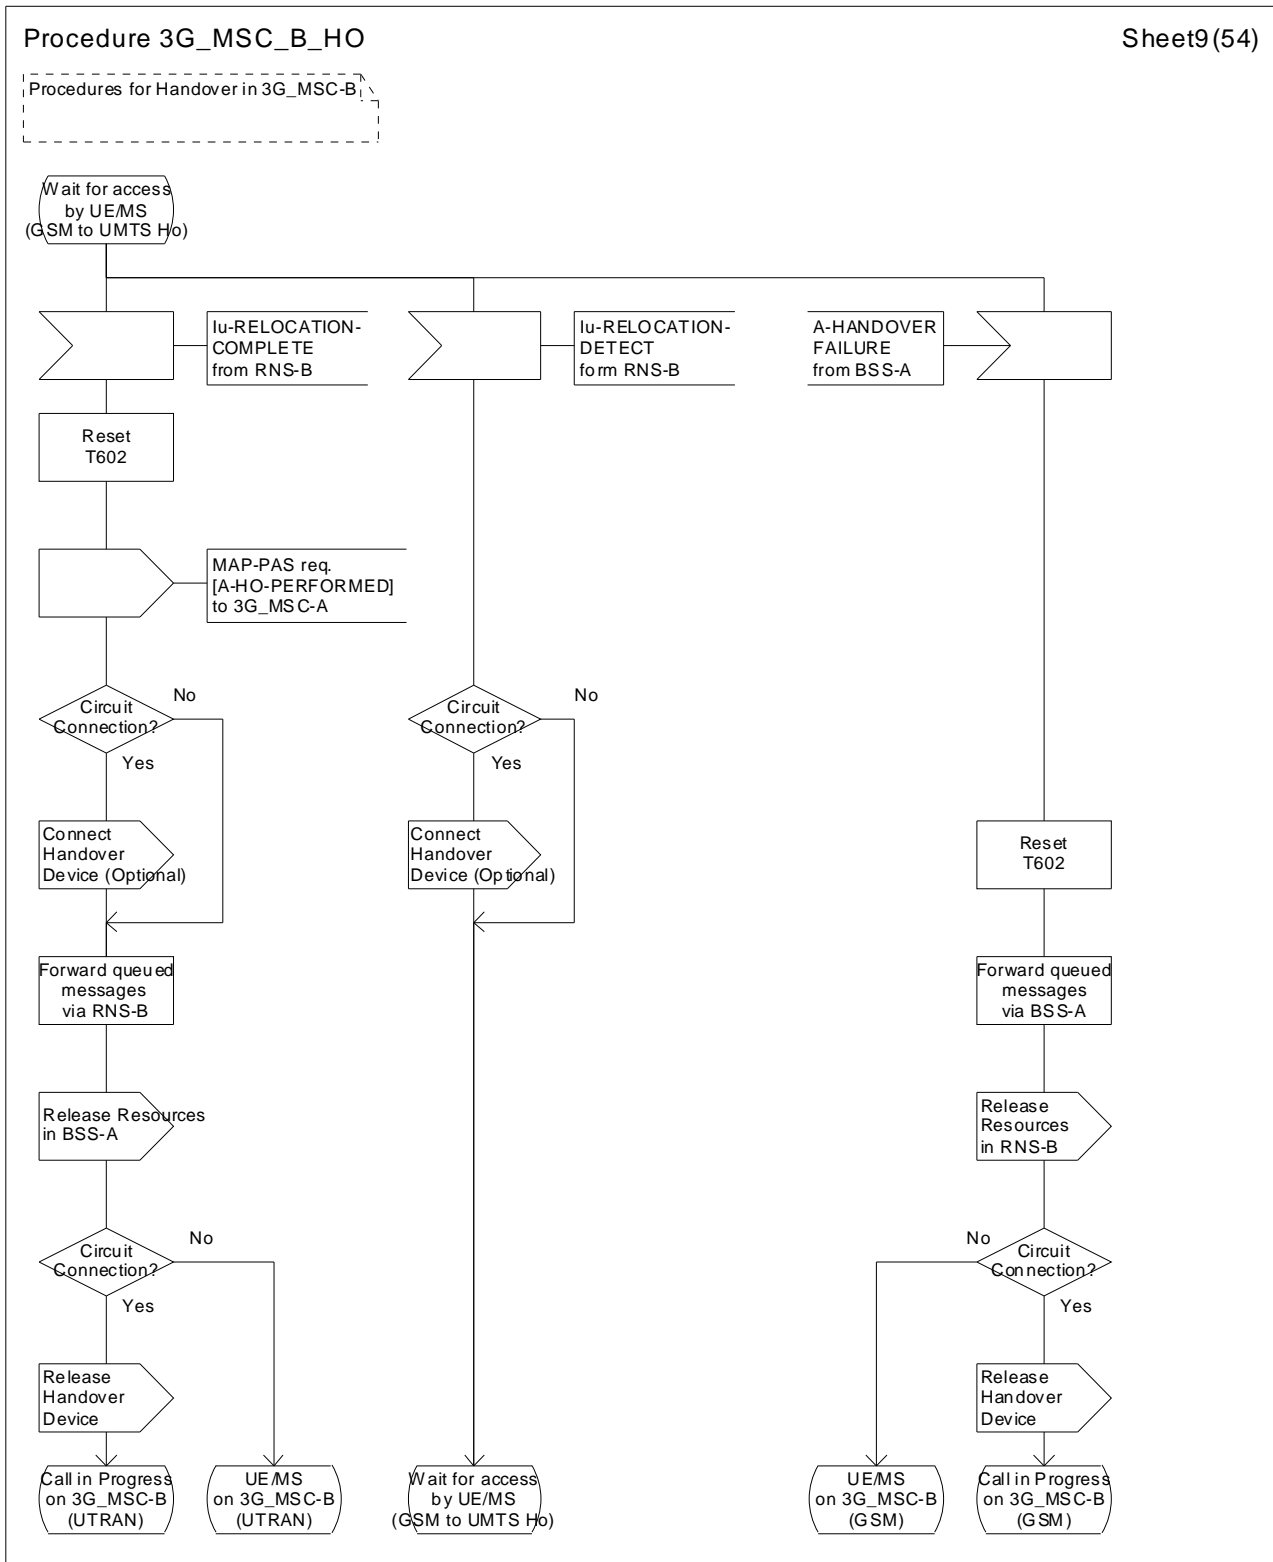 Procedure 3G_MSC_B_HO
Sheet9(54)
Procedures for Handover in 3G_MSC-B
Wait for access
by UE/MS
(GSM to UMTS Ho)
Iu-RELOCATION-
COMPLETE
from RNS-B
Iu-RELOCATION-
DETECT
form RNS-B
A-HANDOVER
FAILURE
from BSS-A
Reset
T602
MAP-PAS req.
[A-HO-PERFORMED]
to 3G_MSC-A
Circuit
Connection?
No
Yes
Circuit
Connection?
No
Yes
Connect
Handover
Device (Optional)
Connect
Handover
Device (Optional)
Reset
T602
Forward queued
messages
via RNS-B
Forward queued
messages
via BSS-A
Release Resources
in BSS-A
Release
Resources
in RNS-B
Circuit
Connection?
No
Yes
No
Circuit
Connection?
Yes
Release
Handover
Device
Release
Handover
Device
Call in Progress
on 3G_MSC-B
(UTRAN)
UE/MS
on 3G_MSC-B
(UTRAN)
Wait for access
by UE/MS
(GSM to UMTS Ho)
UE/MS
on 3G_MSC-B
(GSM)
Call in Progress
on 3G_MSC-B
(GSM)